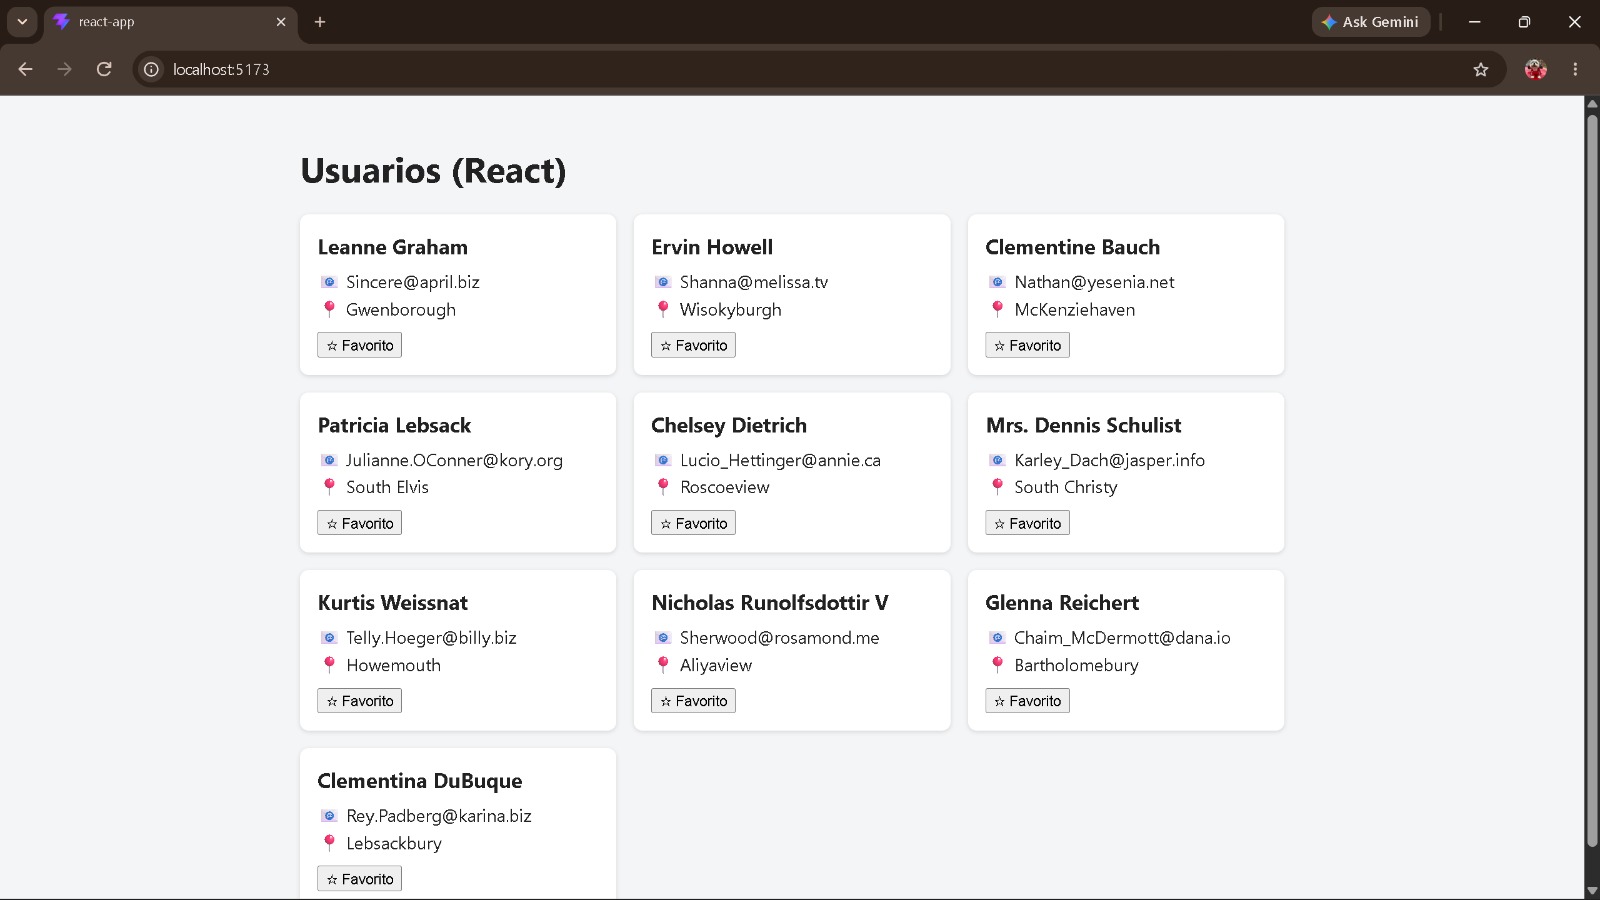 react-app
Ask Gemini
localhost:5173
Usuarios (React)
Leanne Graham
Sincere@april.biz
Gwenborough
☆ Favorito
Ervin Howell
Shanna@melissa.tv
Wisokyburgh
☆ Favorito
Clementine Bauch
Nathan@yesenia.net
McKenziehaven
☆ Favorito
Patricia Lebsack
Julianne.OConner@kory.org
South Elvis
☆ Favorito
Chelsey Dietrich
Lucio_Hettinger@annie.ca
Roscoeview
☆ Favorito
Mrs. Dennis Schulist
Karley_Dach@jasper.info
South Christy
☆ Favorito
Kurtis Weissnat
Telly.Hoeger@billy.biz
Howemouth
☆ Favorito
Nicholas Runolfsdottir V
Sherwood@rosamond.me
Aliyaview
☆ Favorito
Glenna Reichert
Chaim_McDermott@dana.io
Bartholomebury
☆ Favorito
Clementina DuBuque
Rey.Padberg@karina.biz
Lebsackbury
☆ Favorito